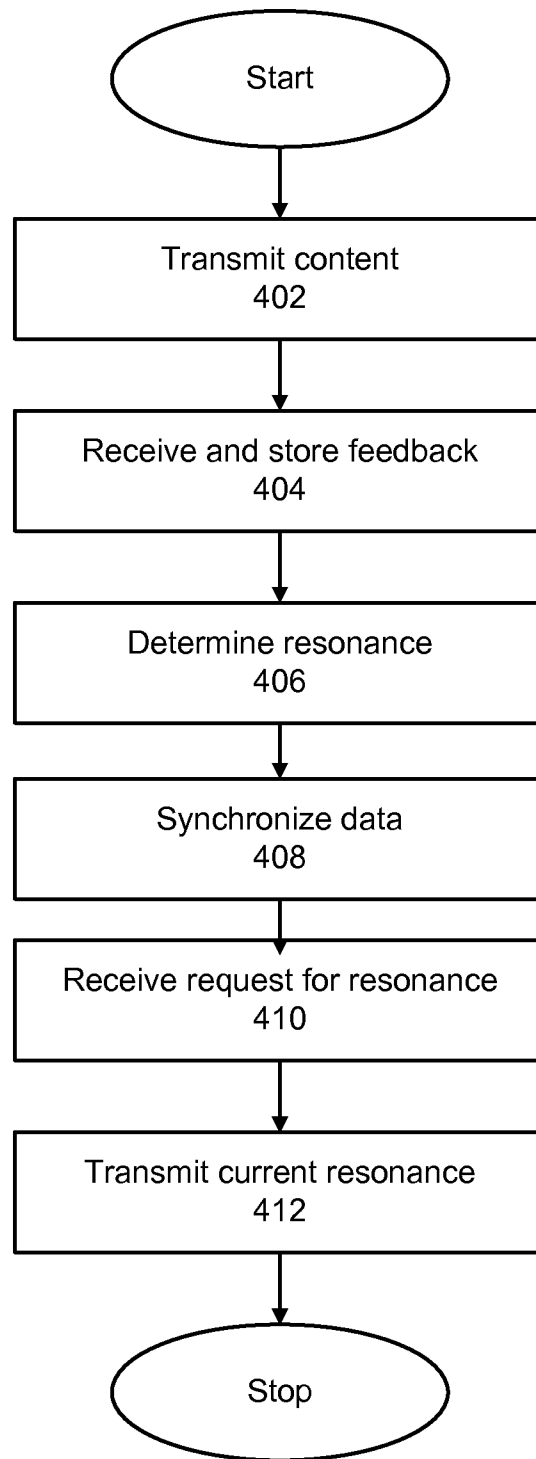 Start
Transmit content
402
Receive and store feedback
404
Determine resonance
406
Synchronize data
408
Receive request for resonance
410
Transmit current resonance
412
Stop